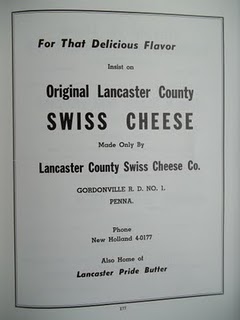 For That Delicious Flavor
Insist on
Original Lancaster County
SWISS CHEESE
Made Only By
Lancaster County Swiss Cheese Co.
GORDONVILLE R. D. NO. 1.
PENNA.
Phone
New Holland 4-0177
Also Home of
Lancaster Pride Butter